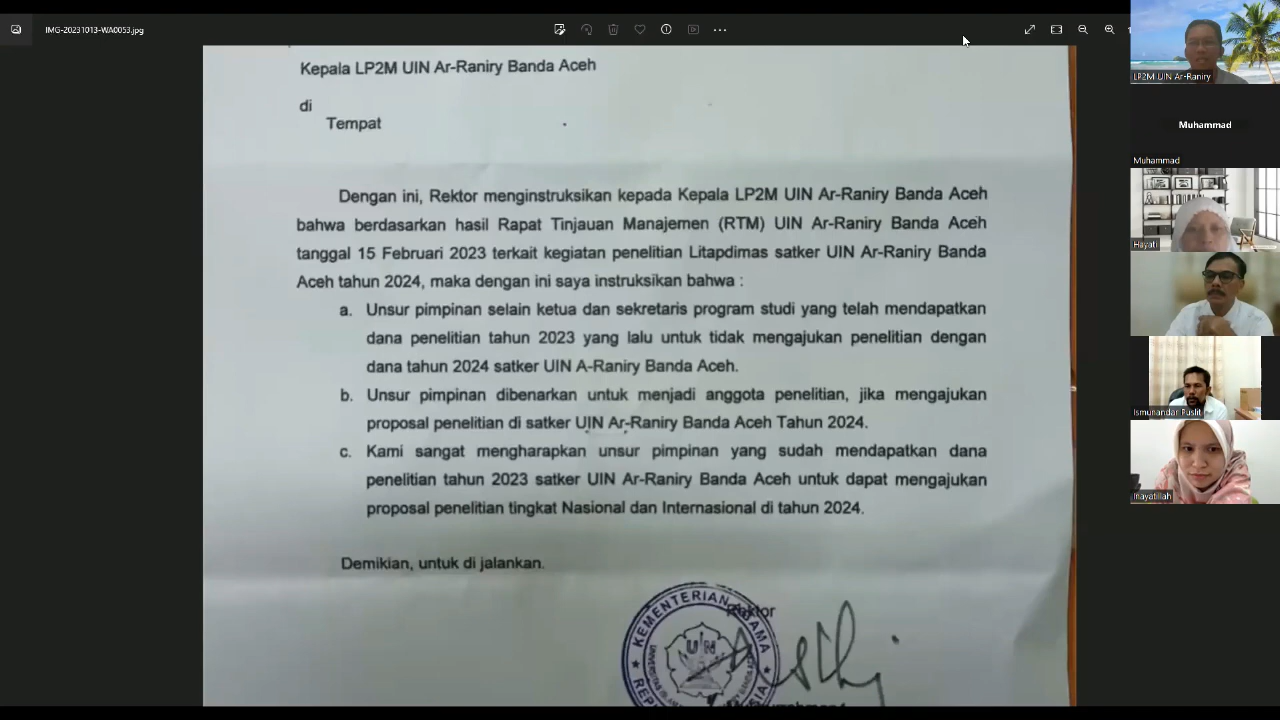 IMG-20231013-WA0053.jpg
Kepala LP2M UIN Ar-Raniry Banda Aceh
di
Tempat
Dengan ini, Rektor menginstruksikan kepada Kepala LP2M UIN Ar-Raniry Banda Aceh
bahwa berdasarkan hasil Rapat Tinjauan Manajemen (RTM) UIN Ar-Raniry Banda Aceh
tanggal 15 Februari 2023 terkait kegiatan penelitian Litapdimas satker UIN Ar-Raniry Banda
Aceh tahun 2024, maka dengan ini saya instruksikan bahwa :
a. Unsur pimpinan selain ketua dan sekretaris program studi yang telah mendapatkan
dana penelitian tahun 2023 yang lalu untuk tidak mengajukan penelitian dengan
dana tahun 2024 satker UIN A-Raniry Banda Aceh.
b. Unsur pimpinan dibenarkan untuk menjadi anggota penelitian, jika mengajukan
proposal penelitian di satker UIN Ar-Raniry Banda Aceh Tahun 2024.
c. Kami sangat mengharapkan unsur pimpinan yang sudah mendapatkan dana
penelitian tahun 2023 satker UIN Ar-Raniry Banda Aceh untuk dapat mengajukan
proposal penelitian tingkat Nasional dan Internasional di tahun 2024.
Demikian, untuk di jalankan.
Rektor
KEMENTERIAN AGAMA
UIN
LP2M UIN Ar-Raniry
Muhammad
Muhammad
Hayati
Ismunandar Puslit
Inayatillah